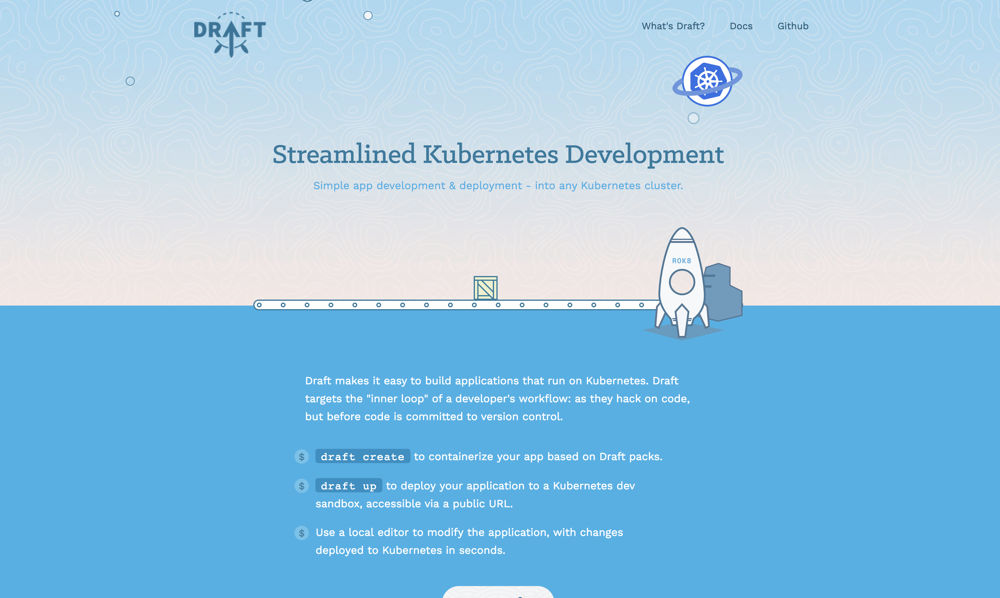 DRAFT
What's Draft? Docs Github
Streamlined Kubernetes Development
Simple app development & deployment - into any Kubernetes cluster.
ROK8
Draft makes it easy to build applications that run on Kubernetes. Draft
targets the "inner loop" of a developer's workflow: as they hack on code,
but before code is committed to version control.
$ draft create to containerize your app based on Draft packs.
$ draft up to deploy your application to a Kubernetes dev
sandbox, accessible via a public URL.
$ Use a local editor to modify the application, with changes
deployed to Kubernetes in seconds.